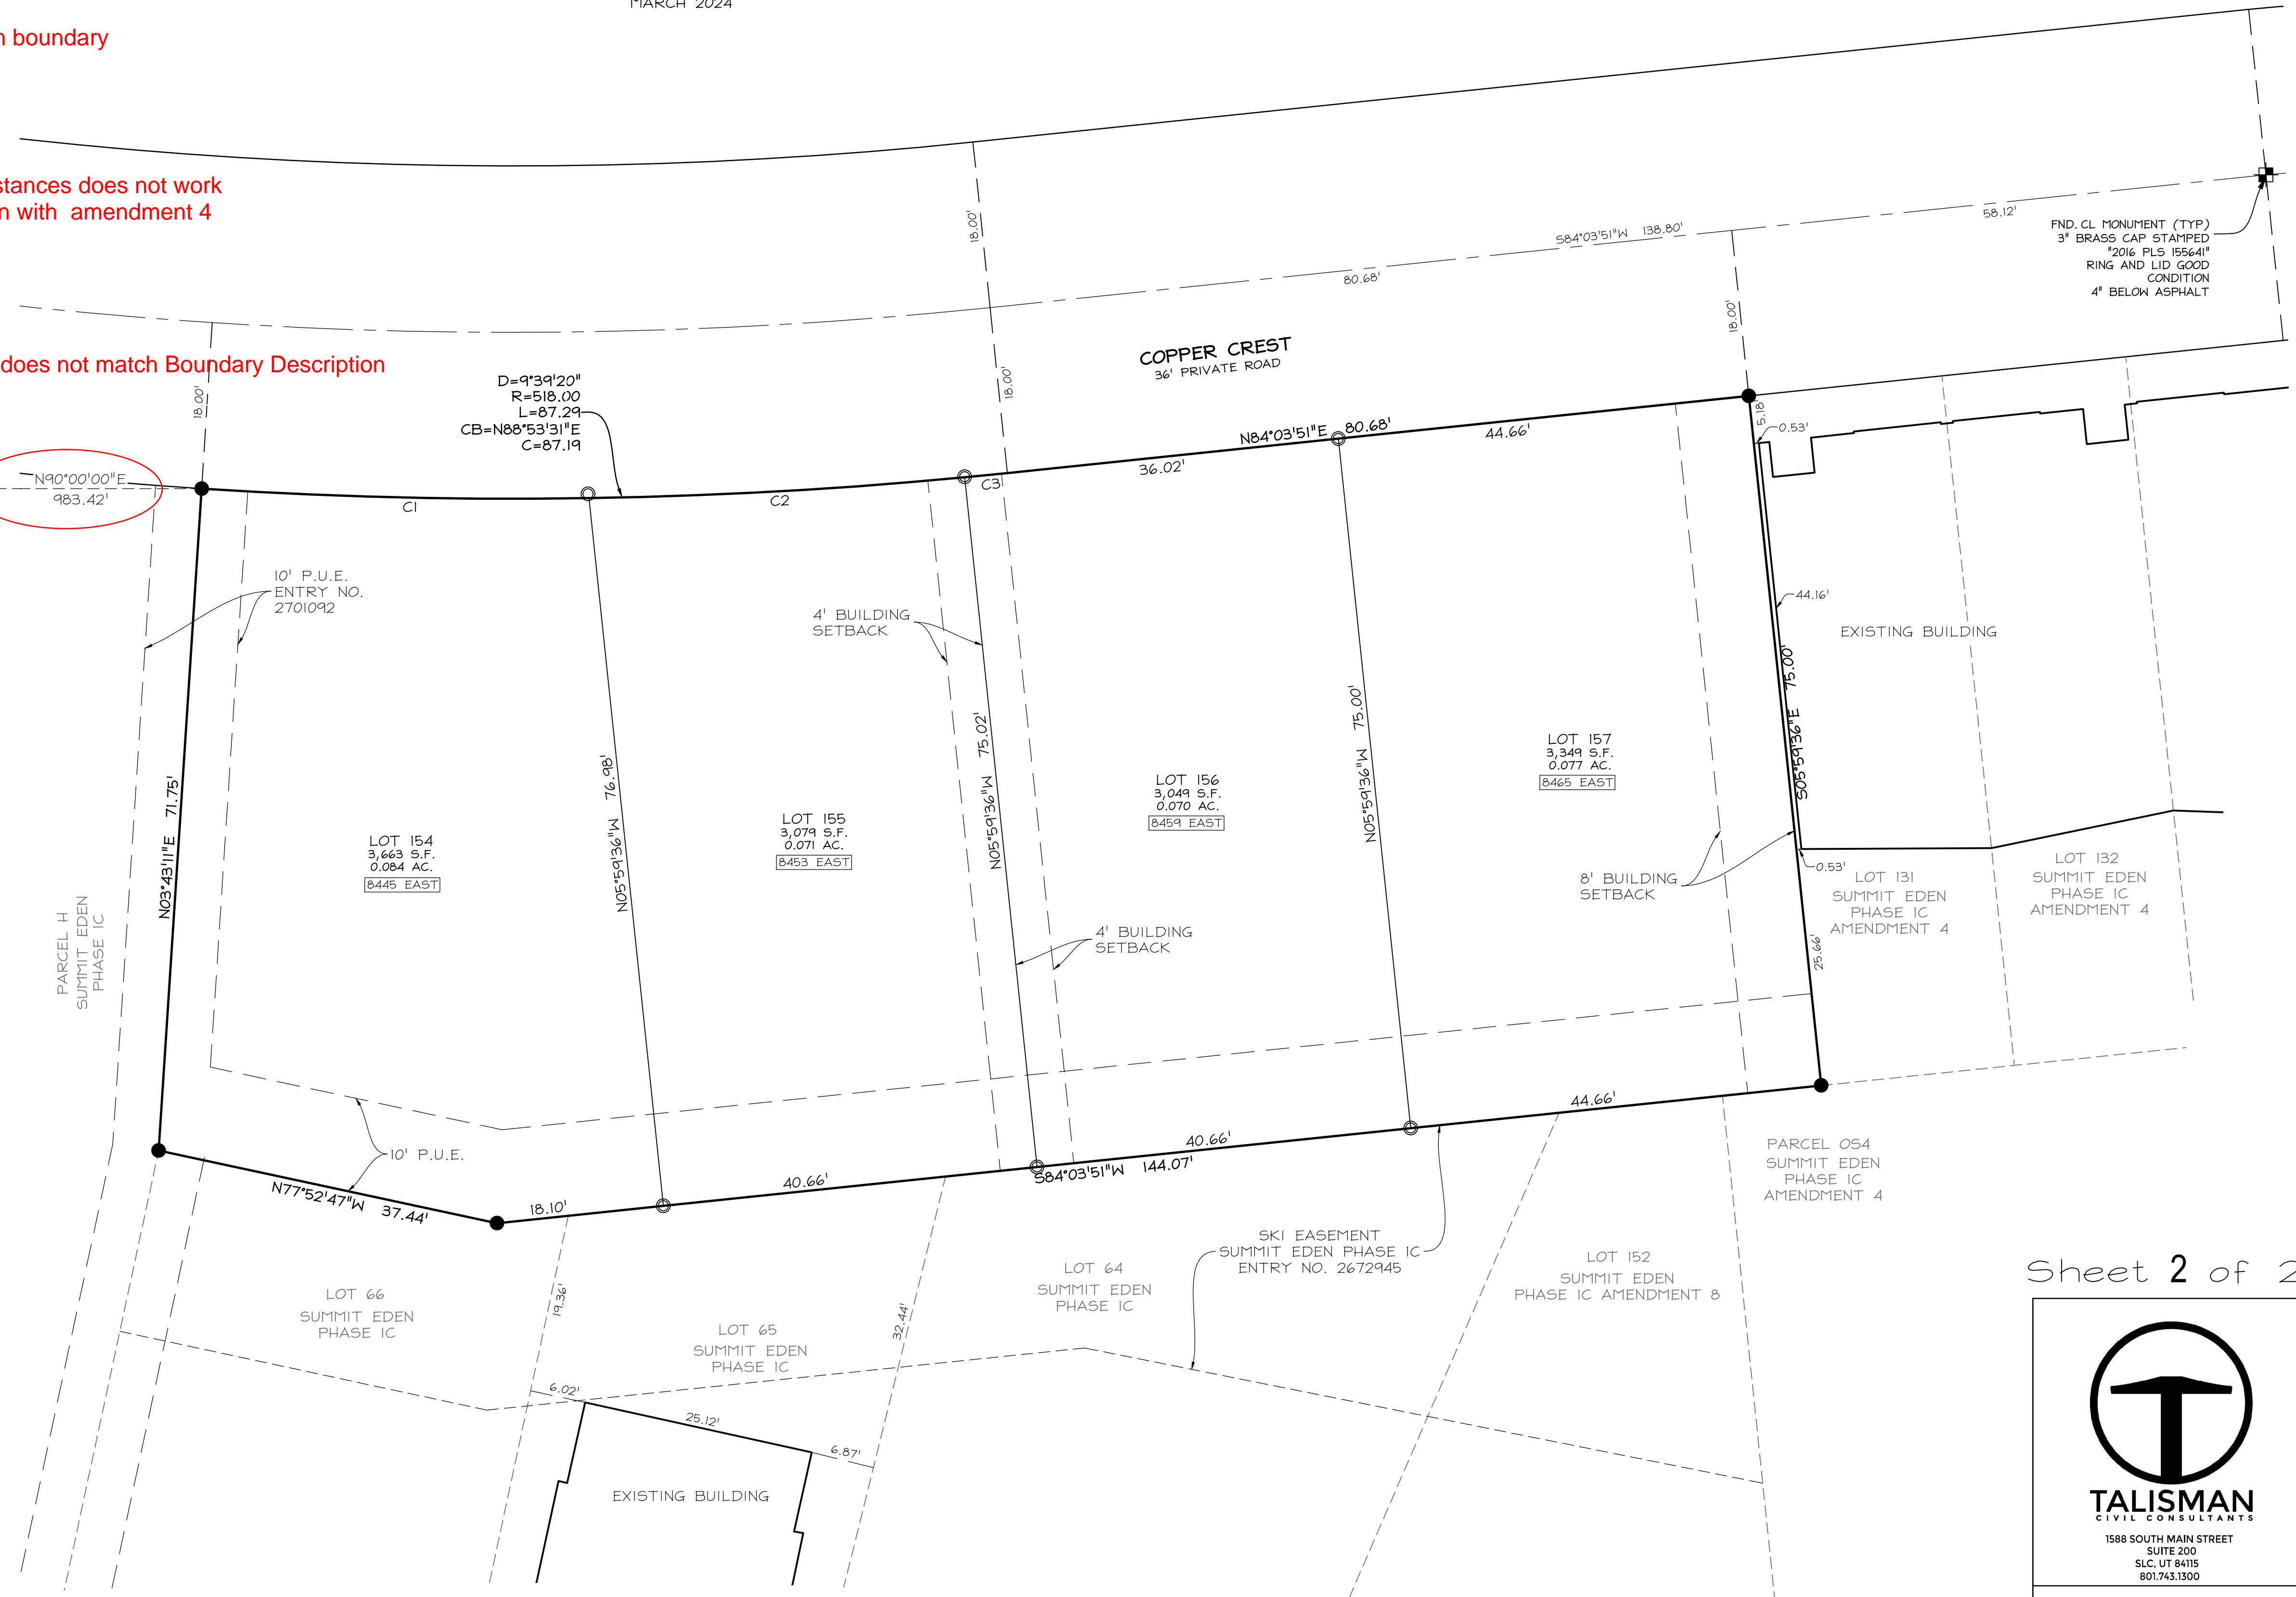 MARCH 2024
n boundary
stances does not work
n with amendment 4
does not match Boundary Description
18.00'
S84°03'51"W 138.80'
58.12'
80.68'
FND. CL MONUMENT (TYP)
3" BRASS CAP STAMPED
"2016 PLS 155641"
RING AND LID GOOD
CONDITION
4" BELOW ASPHALT
18.00'
18.00'
18.00'
COPPER CREST
36' PRIVATE ROAD
D=9°39'20"
R=518.00
L=87.29
CB=N88°53'31"E
C=87.19
N84°03'51"E 80.68'
44.66'
36.02'
5.18'
0.53'
N90°00'00"E
983.42'
C1
C2
C3
10' P.U.E.
ENTRY NO.
2701092
4' BUILDING
SETBACK
44.16'
EXISTING BUILDING
N03°43'11"E 71.75'
N05°59'36"W 76.98'
N05°59'36"W 75.02'
N05°59'36"W 75.00'
S05°59'36"E 75.00'
LOT 154
3,663 S.F.
0.084 AC.
8445 EAST
LOT 155
3,079 S.F.
0.071 AC.
8453 EAST
LOT 156
3,049 S.F.
0.070 AC.
8459 EAST
LOT 157
3,349 S.F.
0.077 AC.
8465 EAST
4' BUILDING
SETBACK
8' BUILDING
SETBACK
0.53'
LOT 131
SUMMIT EDEN
PHASE 1C
AMENDMENT 4
LOT 132
SUMMIT EDEN
PHASE 1C
AMENDMENT 4
25.66'
PARCEL H
SUMMIT EDEN
PHASE 1C
10' P.U.E.
N77°52'47"W 37.44'
18.10'
40.66'
S84°03'51"W 144.07'
40.66'
44.66'
PARCEL OS4
SUMMIT EDEN
PHASE 1C
AMENDMENT 4
SKI EASEMENT
SUMMIT EDEN PHASE 1C
ENTRY NO. 2672945
LOT 66
SUMMIT EDEN
PHASE 1C
19.36'
LOT 65
SUMMIT EDEN
PHASE 1C
32.44'
LOT 64
SUMMIT EDEN
PHASE 1C
LOT 152
SUMMIT EDEN
PHASE 1C AMENDMENT 8
6.02'
25.12'
6.87'
EXISTING BUILDING
Sheet 2 of 2
TALISMAN
CIVIL CONSULTANTS
1588 SOUTH MAIN STREET
SUITE 200
SLC, UT 84115
801.743.1300